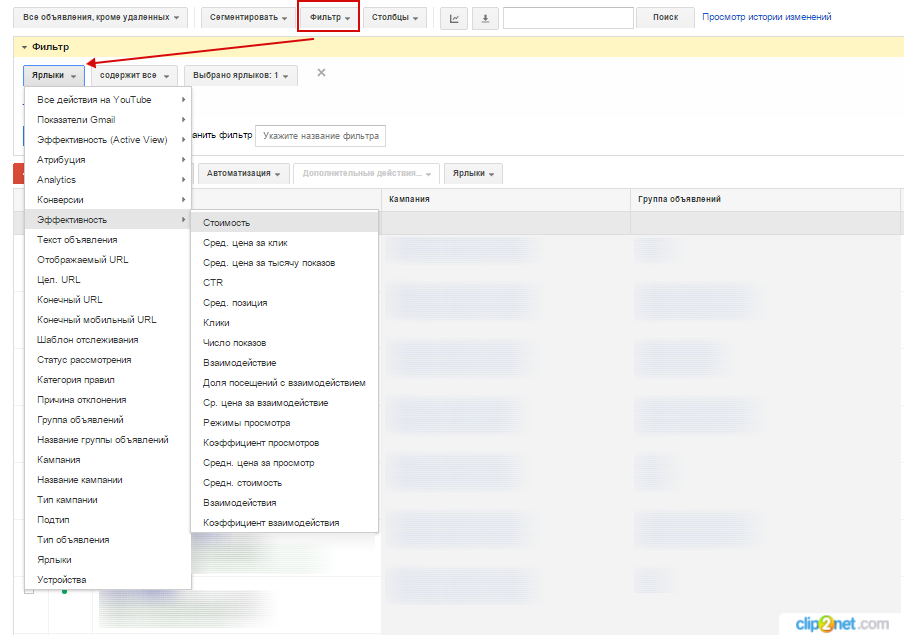 Все объявления, кроме удаленных Сегментировать Фильтр Столбцы Поиск Просмотр истории изменений
Фильтр
Ярлыки содержит все Выбрано ярлыков: 1
Все действия на YouTube
Показатели Gmail
Эффективность (Active View)
анить фильтр Укажите название фильтра
Атрибуция
Автоматизация Дополнительные действия... Ярлыки
Analytics
Кампания Группа объявлений
Конверсии
Эффективность
Текст объявления
Отображаемый URL
Цел. URL
Конечный URL
Конечный мобильный URL
Шаблон отслеживания
Статус рассмотрения
Категория правил
Причина отклонения
Группа объявлений
Название группы объявлений
Кампания
Название кампании
Тип кампании
Подтип
Тип объявления
Ярлыки
Устройства
Стоимость
Сред. цена за клик
Сред. цена за тысячу показов
CTR
Сред. позиция
Клики
Число показов
Взаимодействие
Доля посещений с взаимодействием
Ср. цена за взаимодействие
Режимы просмотра
Коэффициент просмотров
Средн. цена за просмотр
Средн. стоимость
Взаимодействия
Коэффициент взаимодействия
clip2net.com